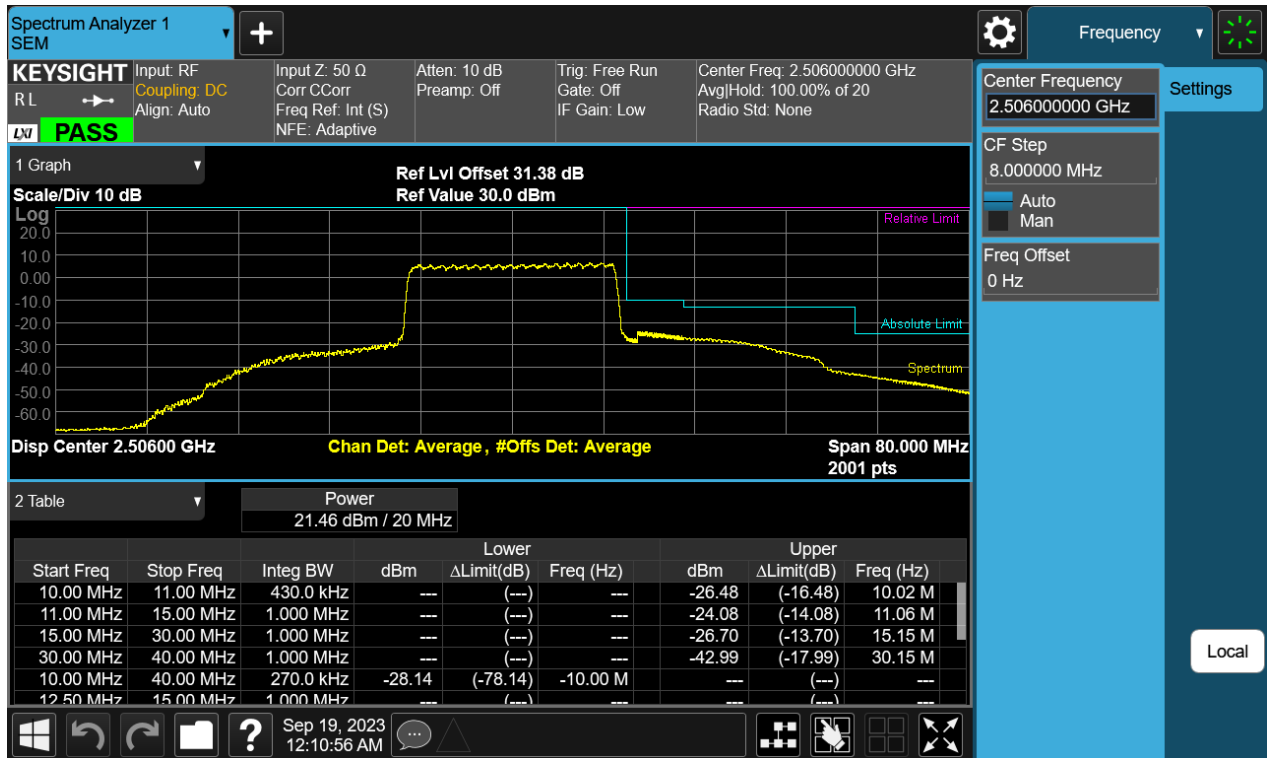 Spectrum Analyzer 1
SEM
+
Frequency
KEYSIGHT
R L
LXI
PASS
Input: RF
Coupling: DC
Align: Auto
Input Z: 50 Ω
Corr CCorr
Freq Ref: Int (S)
NFE: Adaptive
Atten: 10 dB
Preamp: Off
Trig: Free Run
Gate: Off
IF Gain: Low
Center Freq: 2.506000000 GHz
Avg|Hold: 100.00% of 20
Radio Std: None
Center Frequency
2.506000000 GHz
Settings
CF Step
8.000000 MHz
Auto
Man
Freq Offset
0 Hz
1 Graph
Scale/Div 10 dB
Ref Lvl Offset 31.38 dB
Ref Value 30.0 dBm
Log
20.0
10.0
0.00
-10.0
-20.0
-30.0
-40.0
-50.0
-60.0
Relative Limit
Absolute Limit
Spectrum
Disp Center 2.50600 GHz
Chan Det: Average, #Offs Det: Average
Span 80.000 MHz
2001 pts
2 Table
Power
21.46 dBm / 20 MHz
Lower Upper
Start Freq Stop Freq Integ BW dBm ΔLimit(dB) Freq (Hz) dBm ΔLimit(dB) Freq (Hz)
10.00 MHz 11.00 MHz 430.0 kHz --- (---) --- -26.48 (-16.48) 10.02 M
11.00 MHz 15.00 MHz 1.000 MHz --- (---) --- -24.08 (-14.08) 11.06 M
15.00 MHz 30.00 MHz 1.000 MHz --- (---) --- -26.70 (-13.70) 15.15 M
30.00 MHz 40.00 MHz 1.000 MHz --- (---) --- -42.99 (-17.99) 30.15 M
10.00 MHz 40.00 MHz 270.0 kHz -28.14 (-78.14) -10.00 M --- (---) ---
12.50 MHz 15.00 MHz 1.000 MHz --- (---) --- --- (---) ---
Local
?
Sep 19, 2023
12:10:56 AM